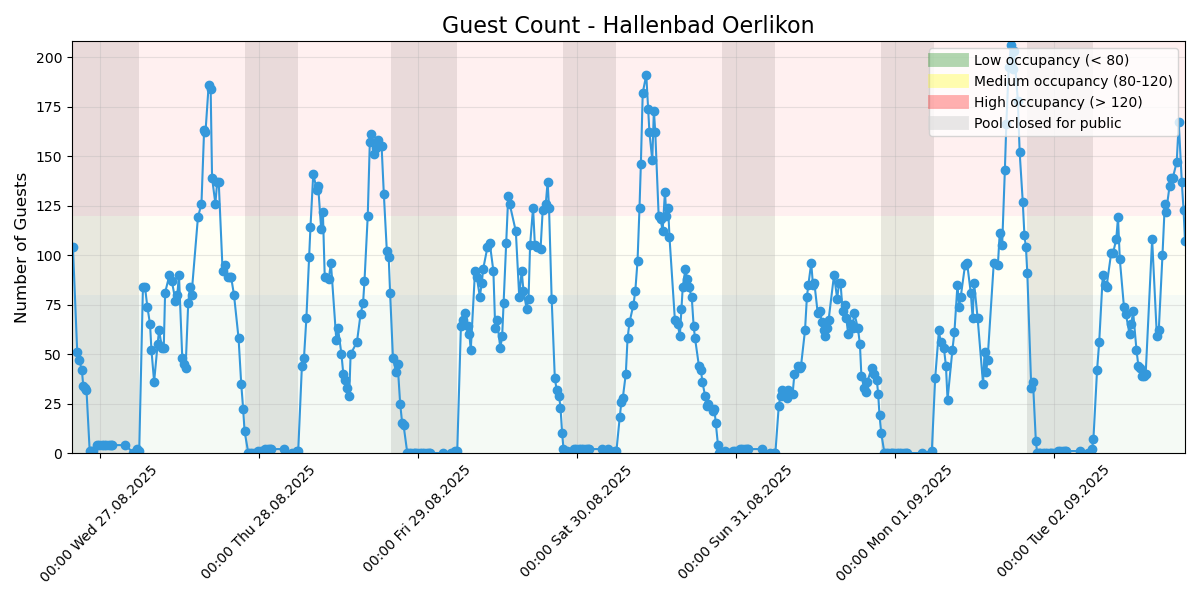 Guest Count - Hallenbad Oerlikon
Number of Guests
200
175
150
125
100
75
50
25
0
Low occupancy (< 80)
Medium occupancy (80-120)
High occupancy (> 120)
Pool closed for public
00:00 Wed 27.08.2025
00:00 Thu 28.08.2025
00:00 Fri 29.08.2025
00:00 Sat 30.08.2025
00:00 Sun 31.08.2025
00:00 Mon 01.09.2025
00:00 Tue 02.09.2025